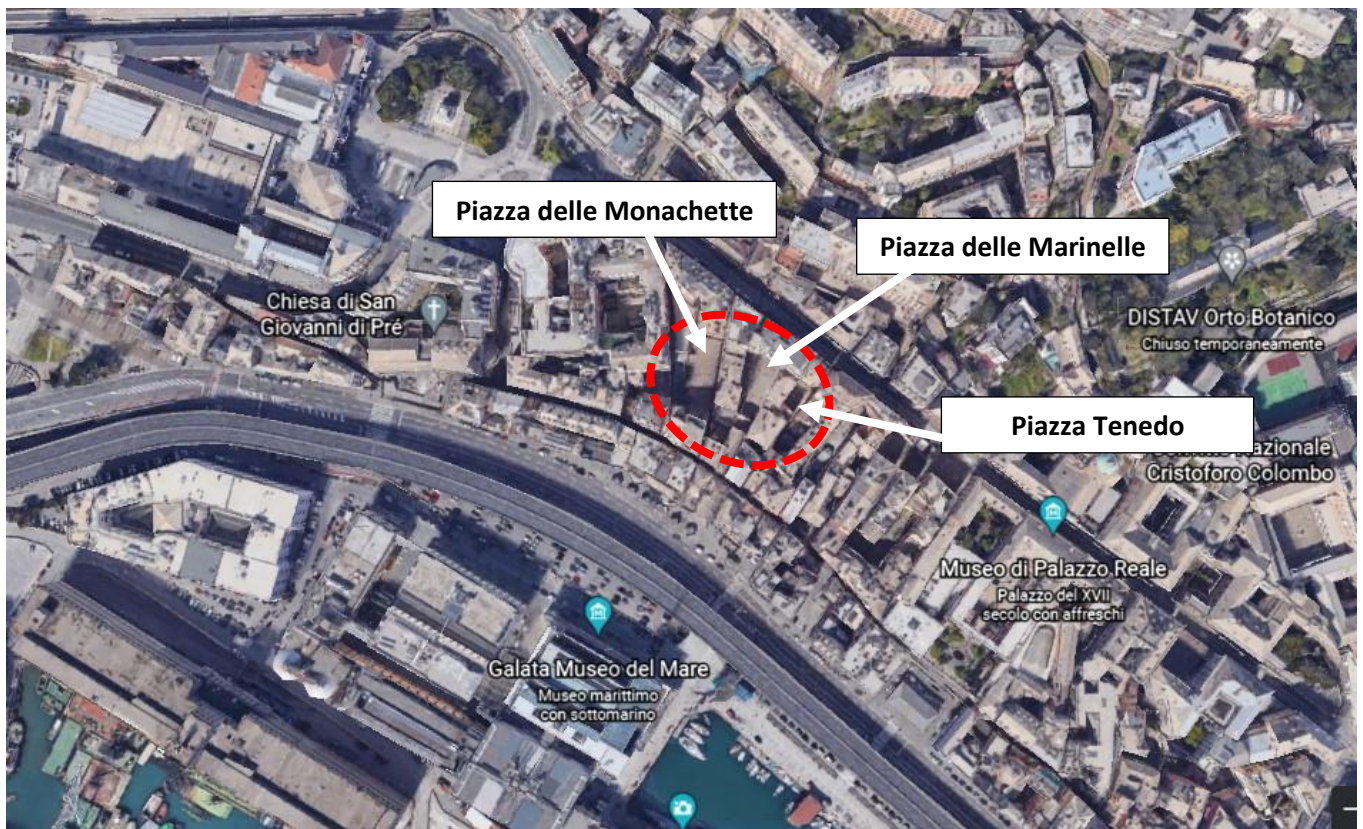 Piazza delle Monachette
Piazza delle Marinelle
Chiesa di San
Giovanni di Pré
DISTAV Orto Botanico
Chiuso temporaneamente
Piazza Tenedo
Nazionale
Cristoforo Colombo
Museo di Palazzo Reale
Palazzo del XVII
secolo con affreschi
Galata Museo del Mare
Museo marittimo
con sottomarino